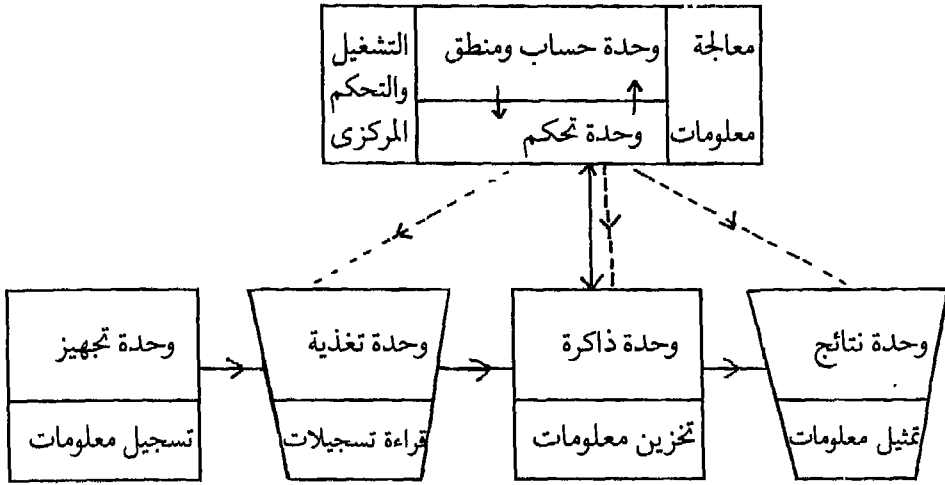 معالجة
معلومات
وحدة حساب ومنطق
وحدة تحكم
التشغيل
والتحكم
المركزى
وحدة تجهيز
تسجيل معلومات
وحدة تغذية
قراءة تسجيلات
وحدة ذاكرة
تخزين معلومات
وحدة نتائج
تمثيل معلومات